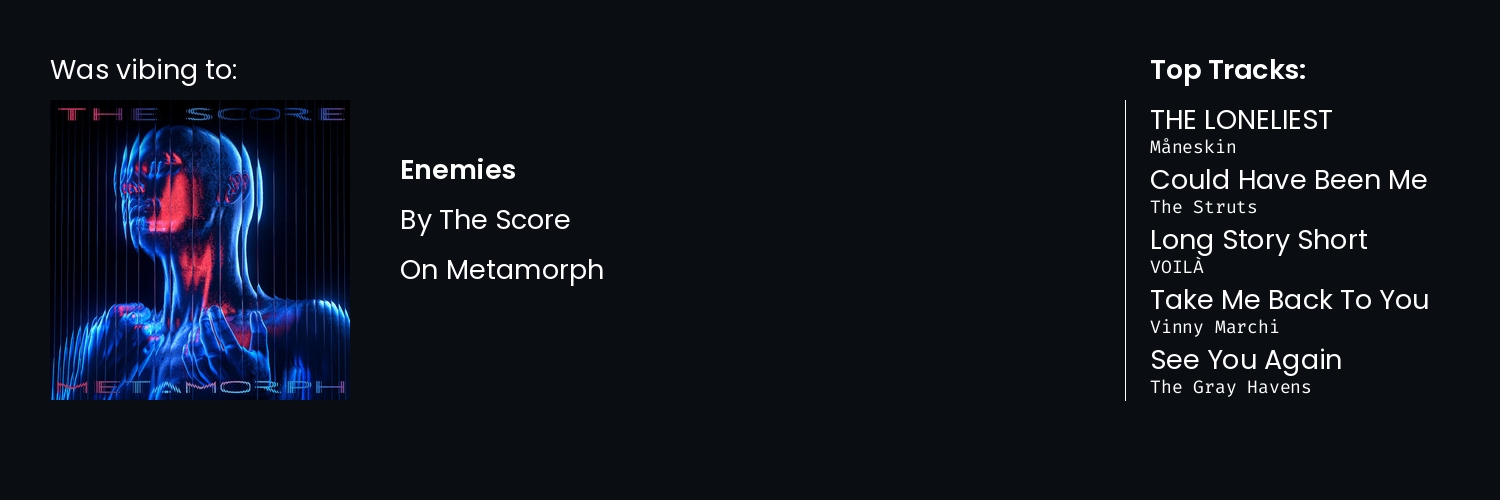 Was vibing to:
THE SCORE
METAMORPH
Enemies
By The Score
On Metamorph
Top Tracks:
THE LONELIEST
Måneskin
Could Have Been Me
The Struts
Long Story Short
VOILÀ
Take Me Back To You
Vinny Marchi
See You Again
The Gray Havens